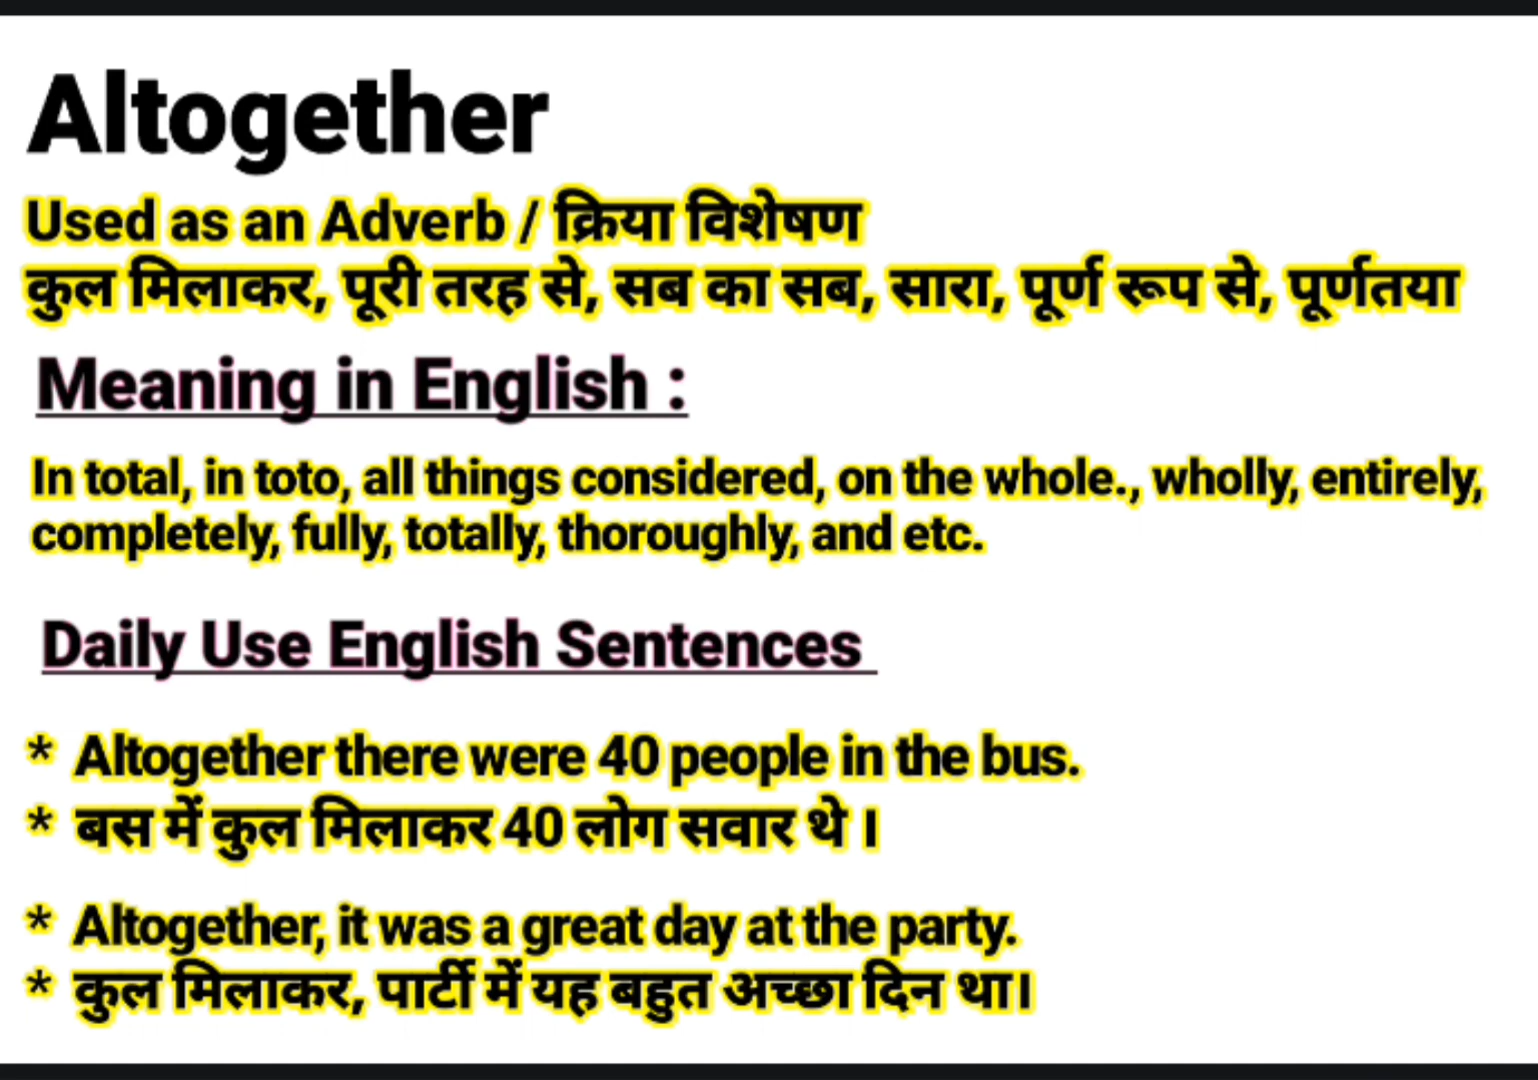 Altogether
Used as an Adverb / क्रिया विशेषण
कुल मिलाकर, पूरी तरह से, सब का सब, सारा, पूर्ण रूप से, पूर्णतया
Meaning in English :
In total, in toto, all things considered, on the whole., wholly, entirely,
completely, fully, totally, thoroughly, and etc.
Daily Use English Sentences
* Altogether there were 40 people in the bus.
* बस में कुल मिलाकर 40 लोग सवार थे ।
* Altogether, it was a great day at the party.
* कुल मिलाकर, पार्टी में यह बहुत अच्छा दिन था।